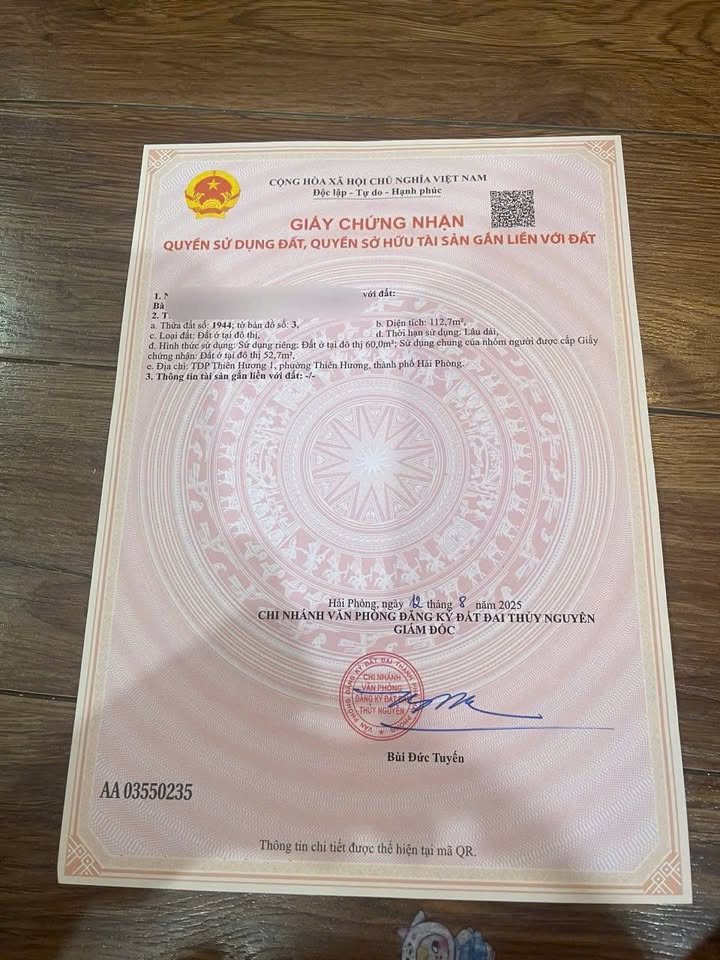 CỘNG HÒA XÃ HỘI CHỦ NGHĨA VIỆT NAM
Độc lập - Tự do - Hạnh phúc
GIẤY CHỨNG NHẬN
QUYỀN SỬ DỤNG ĐẤT, QUYỀN SỞ HỮU TÀI SẢN GẮN LIỀN VỚI ĐẤT
1. với đất:
Bà
2. T.
a. Thửa đất số: 1944; tờ bản đồ số: 3, b. Diện tích: 112,7m²,
c. Loại đất: Đất ở tại đô thị, d. Thời hạn sử dụng: Lâu dài,
đ. Hình thức sử dụng: Sử dụng riêng: Đất ở tại đô thị 60,0m²; Sử dụng chung của nhóm người được cấp Giấy
chứng nhận: Đất ở tại đô thị 52,7m²,
e. Địa chỉ: TDP Thiên Hương 1, phường Thiên Hương, thành phố Hải Phòng.
3. Thông tin tài sản gắn liền với đất: -/-
Hải Phòng, ngày 12 tháng 8 năm 2025
CHI NHÁNH VĂN PHÒNG ĐĂNG KÝ ĐẤT ĐAI THỦY NGUYÊN
GIÁM ĐỐC
CHI NHÁNH
VĂN PHÒNG
ĐĂNG KÝ ĐẤT
THỦY NGUYÊN
Bùi Đức Tuyến
AA 03550235
Thông tin chi tiết được thể hiện tại mã QR.